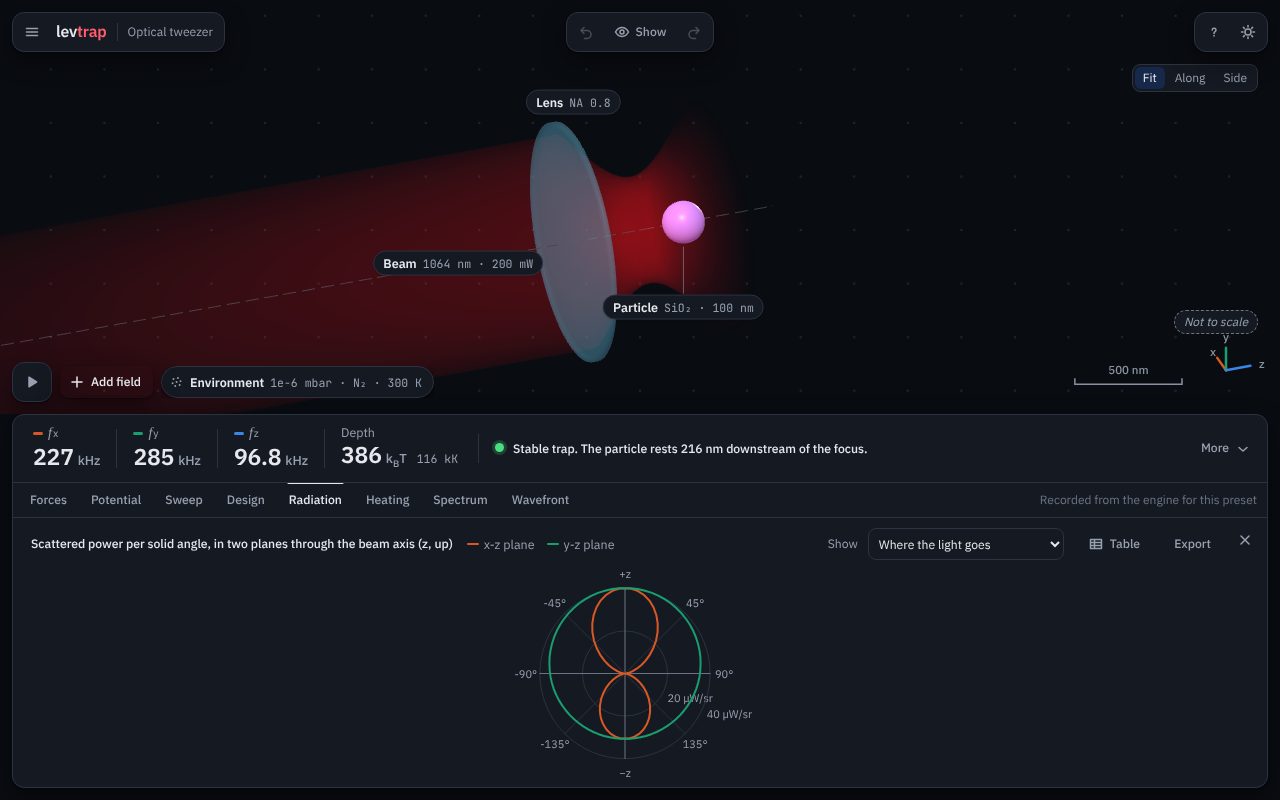 levtrap Optical tweezer
Show
?
Fit Along Side
Lens NA 0.8
Beam 1064 nm · 200 mW
Particle SiO₂ · 100 nm
Not to scale
y
x
z
500 nm
Add field
Environment 1e-6 mbar · N₂ · 300 K
fx fy fz Depth
227 kHz 285 kHz 96.8 kHz 386 k_BT 116 kK
Stable trap. The particle rests 216 nm downstream of the focus.
More
Forces Potential Sweep Design Radiation Heating Spectrum Wavefront
Recorded from the engine for this preset
Scattered power per solid angle, in two planes through the beam axis (z, up) x-z plane y-z plane
Show Where the light goes Table Export
+z
-45° 45°
-90° 90°
20 µW/sr
40 µW/sr
-135° 135°
−z